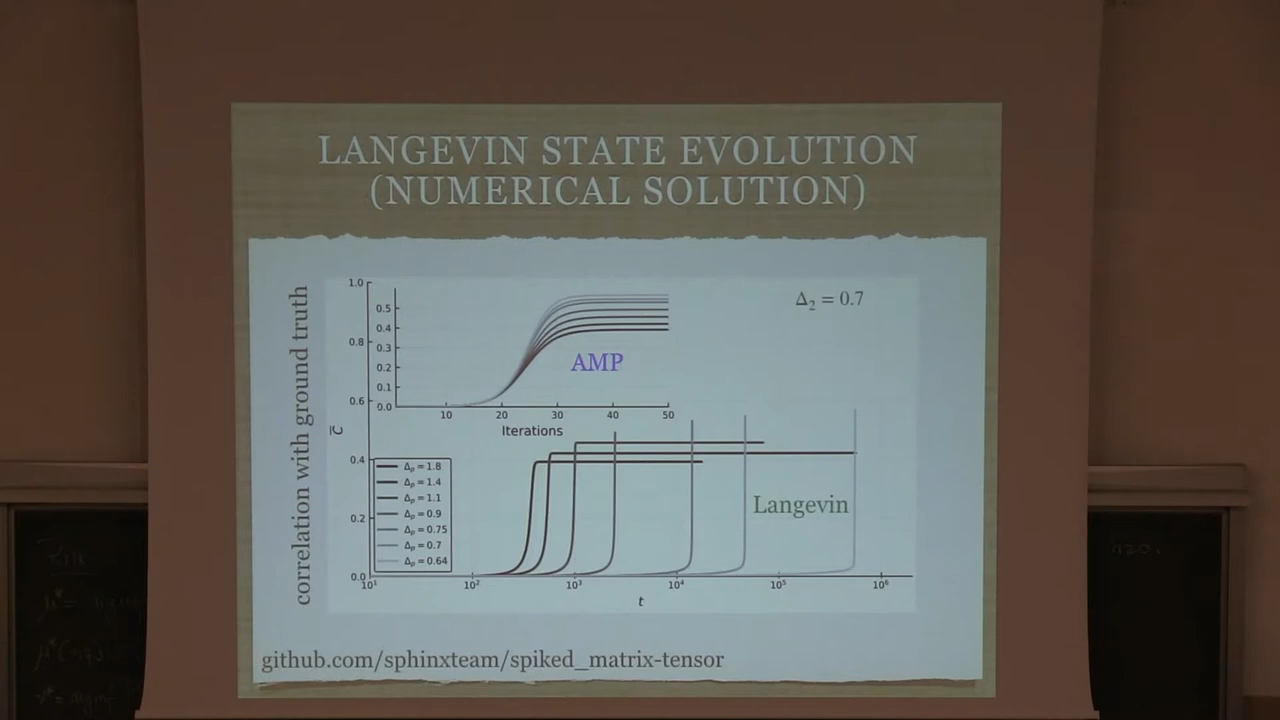 LANGEVIN STATE EVOLUTION
(NUMERICAL SOLUTION)
correlation with ground truth
Δ₂ = 0.7
1.0
0.8
0.6
0.4
0.2
0.0
C̅
0.5
0.4
0.3
0.2
0.1
0.0
AMP
10 20 30 40 50
Iterations
Δₚ = 1.8
Δₚ = 1.4
Δₚ = 1.1
Δₚ = 0.9
Δₚ = 0.75
Δₚ = 0.7
Δₚ = 0.64
Langevin
10¹ 10² 10³ 10⁴ 10⁵ 10⁶
t
github.com/sphinxteam/spiked_matrix-tensor